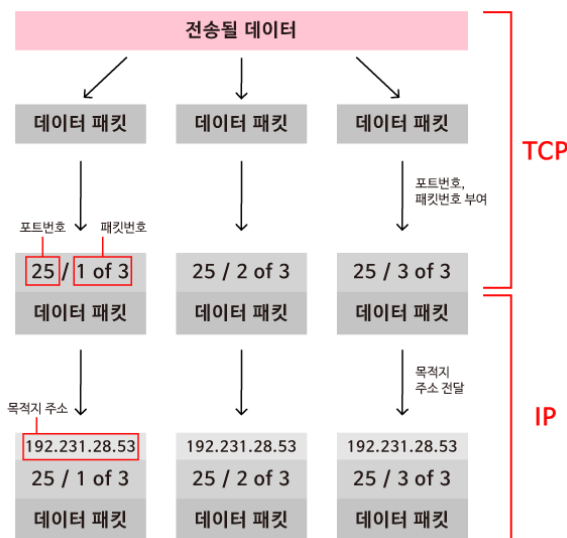 전송될 데이터
데이터 패킷
데이터 패킷
데이터 패킷
TCP
포트번호,
패킷번호 부여
포트번호
패킷번호
25 / 1 of 3
25 / 2 of 3
25 / 3 of 3
데이터 패킷
데이터 패킷
데이터 패킷
목적지
주소 전달
목적지 주소
IP
192.231.28.53
192.231.28.53
192.231.28.53
25 / 1 of 3
25 / 2 of 3
25 / 3 of 3
데이터 패킷
데이터 패킷
데이터 패킷